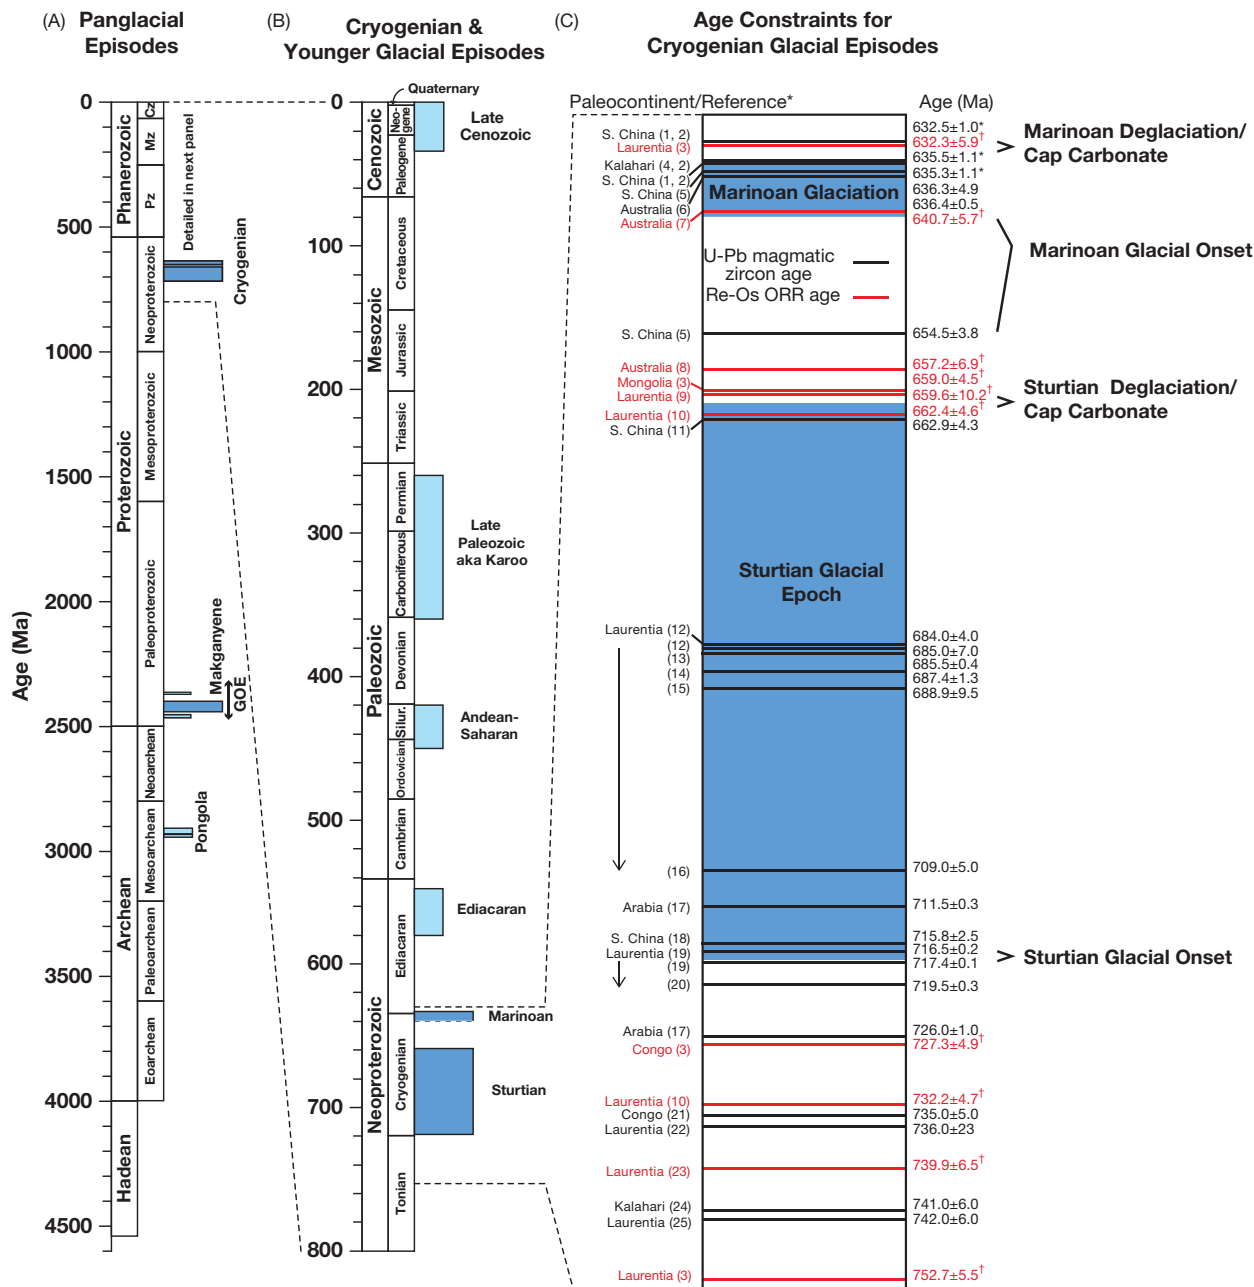 (A) Panglacial
Episodes
Age (Ma)
0
500
1000
1500
2000
2500
3000
3500
4000
4500
Phanerozoic
Proterozoic
Archean
Hadean
Cz
Mz
Pz
Neoproterozoic
Mesoproterozoic
Paleoproterozoic
Neoarchean
Mesoarchean
Paleoarchean
Eoarchean
Detailed in next panel
Cryogenian
Makganyene
GOE
Pongola
(B) Cryogenian &
Younger Glacial Episodes
0
100
200
300
400
500
600
700
800
Cenozoic
Mesozoic
Paleozoic
Neoproterozoic
Quaternary
Neo-
gene
Paleogene
Cretaceous
Jurassic
Triassic
Permian
Carboniferous
Devonian
Silur.
Ordovician
Cambrian
Ediacaran
Cryogenian
Tonian
Late
Cenozoic
Late
Paleozoic
aka Karoo
Andean-
Saharan
Ediacaran
Marinoan
Sturtian
(C) Age Constraints for
Cryogenian Glacial Episodes
Paleocontinent/Reference* Age (Ma)
S. China (1, 2)
Laurentia (3)
Kalahari (4, 2)
S. China (1, 2)
S. China (5)
Australia (6)
Australia (7)
S. China (5)
Australia (8)
Mongolia (3)
Laurentia (9)
Laurentia (10)
S. China (11)
Laurentia (12)
(12)
(13)
(14)
(15)
(16)
Arabia (17)
S. China (18)
Laurentia (19)
(19)
(20)
Arabia (17)
Congo (3)
Laurentia (10)
Congo (21)
Laurentia (22)
Laurentia (23)
Kalahari (24)
Laurentia (25)
Laurentia (3)
Marinoan Glaciation
U-Pb magmatic
zircon age
Re-Os ORR age
Sturtian Glacial
Epoch
632.5±1.0*
632.3±5.9†
635.5±1.1*
635.3±1.1*
636.3±4.9
636.4±0.5
640.7±5.7†
654.5±3.8
657.2±6.9†
659.0±4.5†
659.6±10.2†
662.4±4.6†
662.9±4.3
684.0±4.0
685.0±7.0
685.5±0.4
687.4±1.3
688.9±9.5
709.0±5.0
711.5±0.3
715.8±2.5
716.5±0.2
717.4±0.1
719.5±0.3
726.0±1.0
727.3±4.9†
732.2±4.7†
735.0±5.0
736.0±23
739.9±6.5†
741.0±6.0
742.0±6.0
752.7±5.5†
Marinoan Deglaciation/
Cap Carbonate
Marinoan Glacial Onset
Sturtian Deglaciation/
Cap Carbonate
Sturtian Glacial Onset